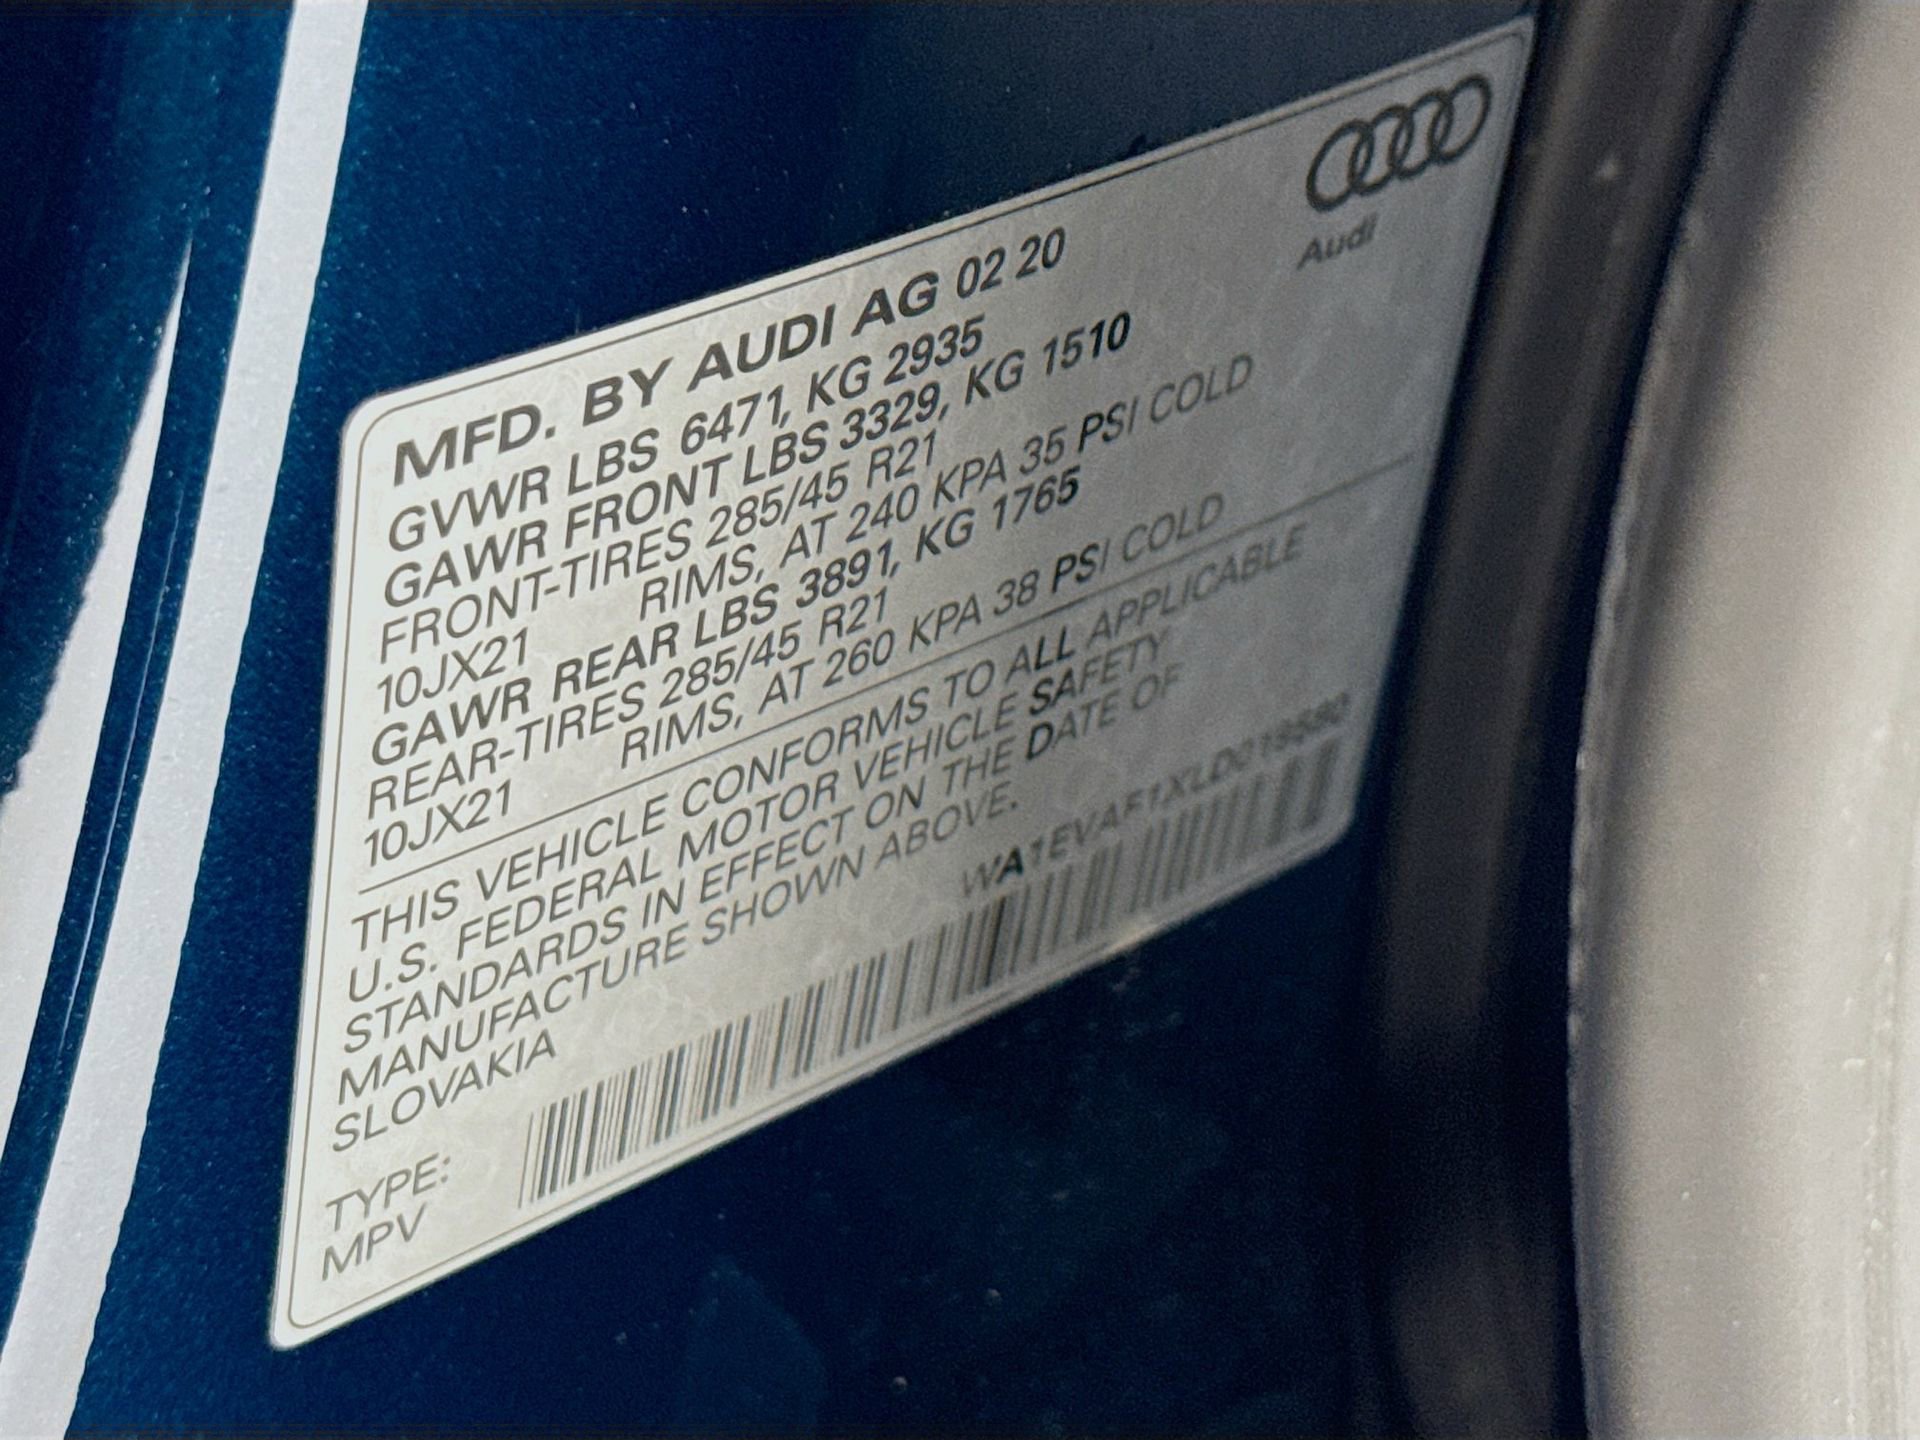 Audi
MFD. BY AUDI AG 02 20
GVWR LBS 6471, KG 2935
GAWR FRONT LBS 3329, KG 1510
FRONT-TIRES 285/45 R21
10JX21 RIMS, AT 240 KPA 35 PSI COLD
GAWR REAR LBS 3891, KG 1765
REAR-TIRES 285/45 R21
10JX21 RIMS, AT 260 KPA 38 PSI COLD
THIS VEHICLE CONFORMS TO ALL APPLICABLE
U.S. FEDERAL MOTOR VEHICLE SAFETY
STANDARDS IN EFFECT ON THE DATE OF
MANUFACTURE SHOWN ABOVE.
SLOVAKIA
TYPE:
MPV